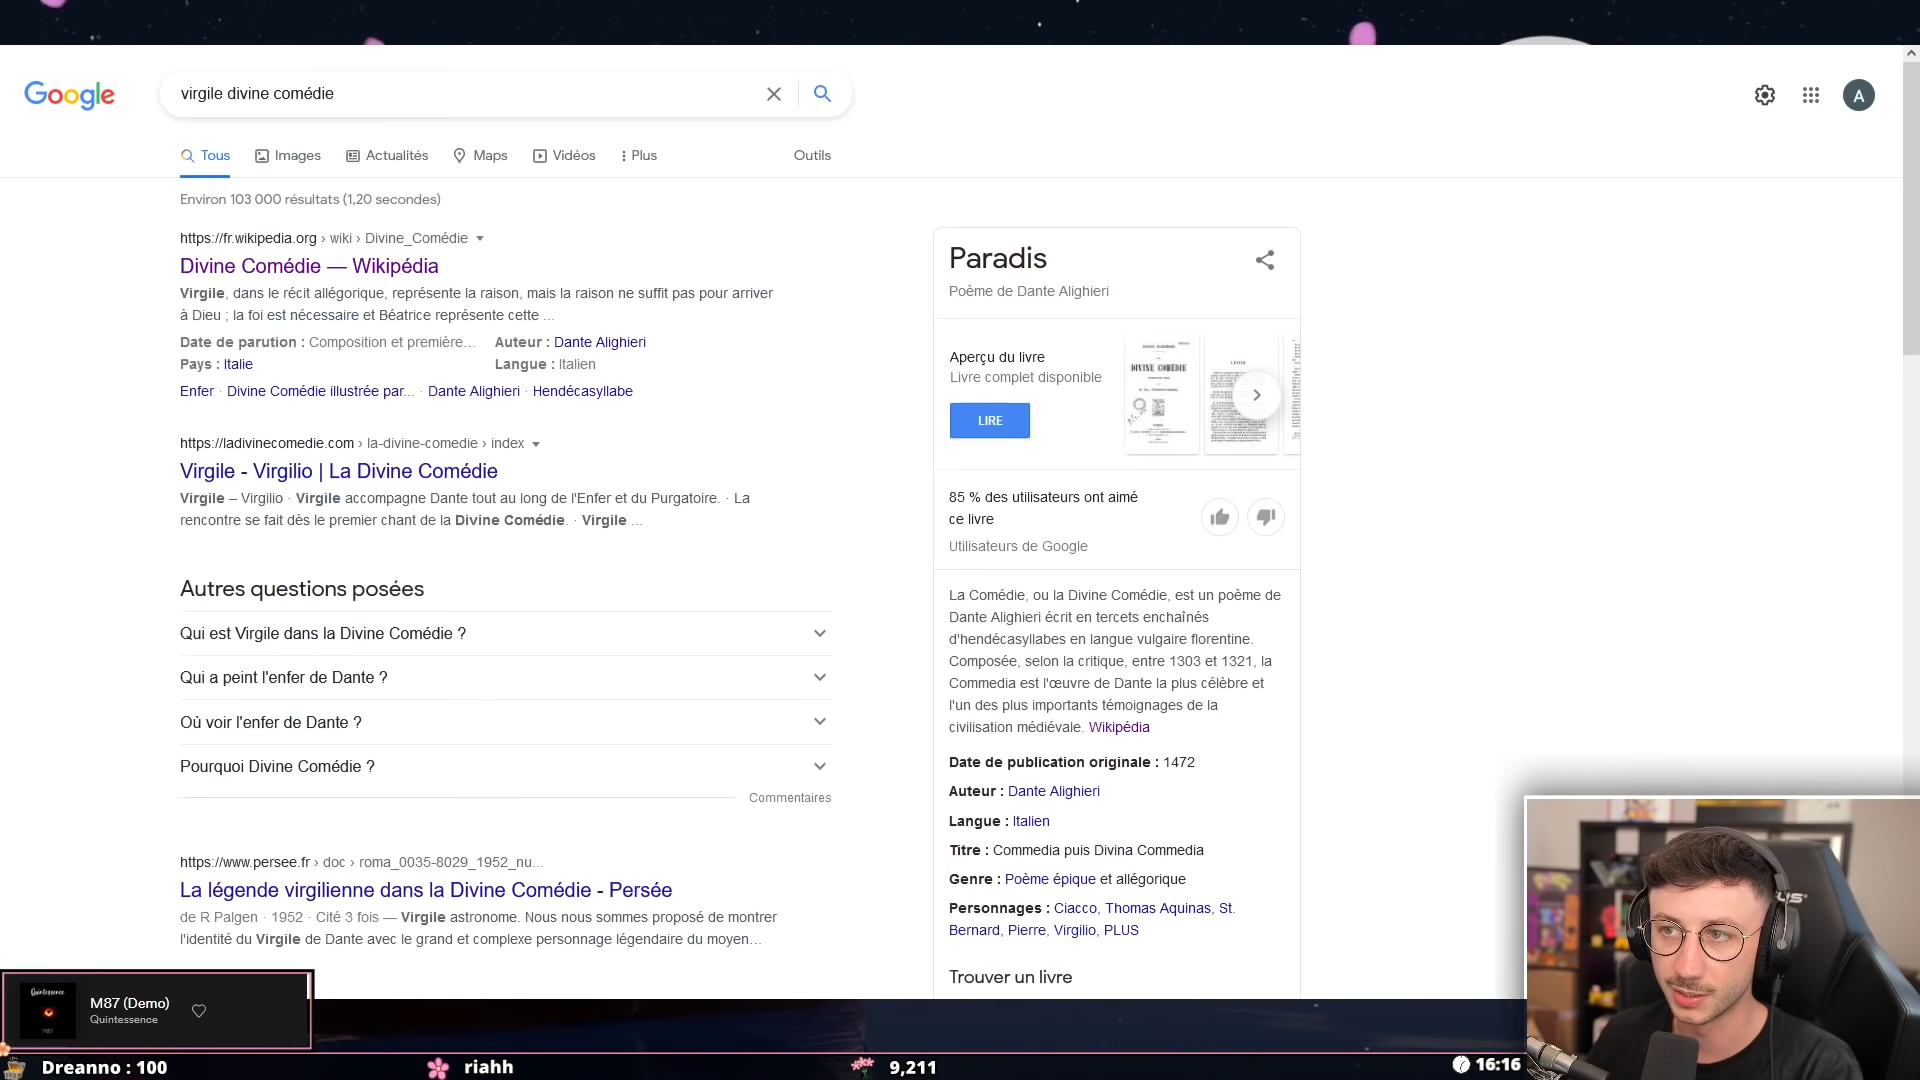 Google
virgile divine comédie
A
Tous
Images
Actualités
Maps
Vidéos
Plus
Outils
Environ 103 000 résultats (1,20 secondes)
https://fr.wikipedia.org › wiki › Divine_Comédie
Divine Comédie — Wikipédia
Virgile, dans le récit allégorique, représente la raison, mais la raison ne suffit pas pour arriver
à Dieu ; la foi est nécessaire et Béatrice représente cette ...
Date de parution : Composition et première...
Auteur : Dante Alighieri
Pays : Italie
Langue : Italien
Enfer · Divine Comédie illustrée par... · Dante Alighieri · Hendécasyllabe
https://ladivinecomedie.com › la-divine-comedie › index
Virgile - Virgilio | La Divine Comédie
Virgile – Virgilio · Virgile accompagne Dante tout au long de l'Enfer et du Purgatoire. · La
rencontre se fait dès le premier chant de la Divine Comédie. · Virgile ...
Autres questions posées
Qui est Virgile dans la Divine Comédie ?
Qui a peint l'enfer de Dante ?
Où voir l'enfer de Dante ?
Pourquoi Divine Comédie ?
Commentaires
https://www.persee.fr › doc › roma_0035-8029_1952_nu...
La légende virgilienne dans la Divine Comédie - Persée
de R Palgen · 1952 · Cité 3 fois — Virgile astronome. Nous nous sommes proposé de montrer
l'identité du Virgile de Dante avec le grand et complexe personnage légendaire du moyen...
Paradis
Poème de Dante Alighieri
Aperçu du livre
Livre complet disponible
LIRE
DIVINE COMÉDIE
85 % des utilisateurs ont aimé
ce livre
Utilisateurs de Google
La Comédie, ou la Divine Comédie, est un poème de
Dante Alighieri écrit en tercets enchaînés
d'hendécasyllabes en langue vulgaire florentine.
Composée, selon la critique, entre 1303 et 1321, la
Commedia est l'œuvre de Dante la plus célèbre et
l'un des plus importants témoignages de la
civilisation médiévale. Wikipédia
Date de publication originale : 1472
Auteur : Dante Alighieri
Langue : Italien
Titre : Commedia puis Divina Commedia
Genre : Poème épique et allégorique
Personnages : Ciacco, Thomas Aquinas, St.
Bernard, Pierre, Virgilio, PLUS
Trouver un livre
Quintessence
M87 (Demo)
Quintessence
Dreanno : 100
riahh
9,211
16:16